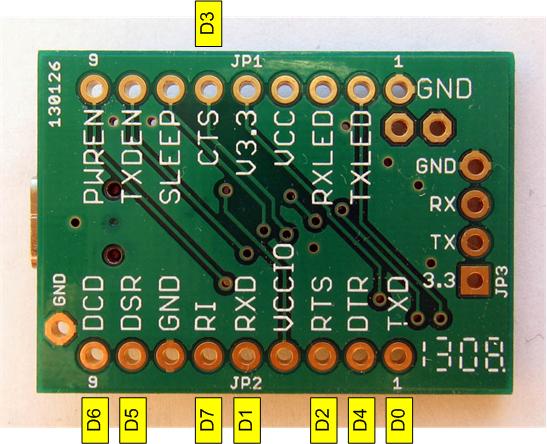 D3
9 JP1 1
130126
PWREN TXDEN SLEEP CTS V3.3 VCC RXLED TXLED GND
GND
RX
TX
3.3
JP3
GND
DCD DSR GND RI RXD VCCIO RTS DTR TXD
1308
9 JP2 1
D6 D5 D7 D1 D2 D4 D0